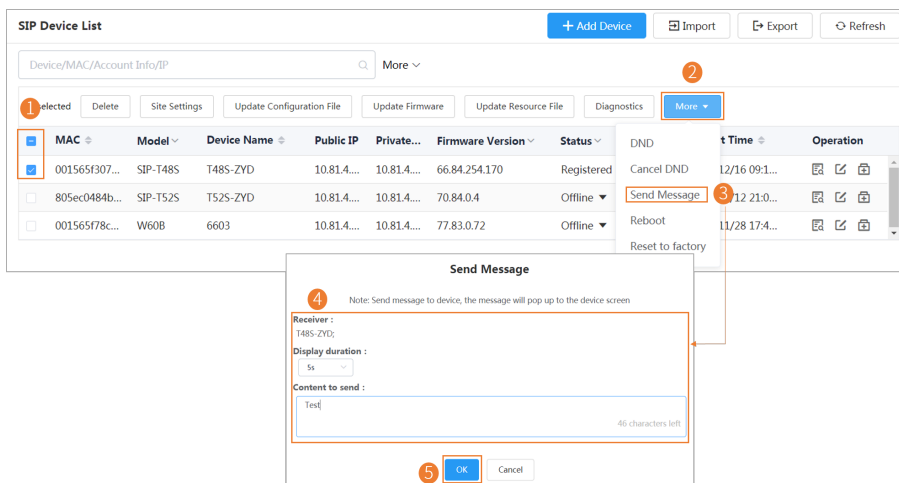 SIP Device List
Add Device
Import
Export
Refresh
Device/MAC/Account Info/IP
More
2
1
elected
Delete
Site Settings
Update Configuration File
Update Firmware
Update Resource File
Diagnostics
More
MAC Model Device Name Public IP Private... Firmware Version Status t Time Operation
001565f307... SIP-T48S T48S-ZYD 10.81.4.... 10.81.4.... 66.84.254.170 Registered 12/16 09:1...
805ec0484b... SIP-T52S T52S-ZYD 10.81.4.... 10.81.4.... 70.84.0.4 Offline /12 21:0...
001565f78c... W60B 6603 10.81.4.... 10.81.4.... 77.83.0.72 Offline 11/28 17:4...
DND
Cancel DND
Send Message
3
Reboot
Reset to factory
Send Message
4
Note: Send message to device, the message will pop up to the device screen
Receiver :
T48S-ZYD;
Display duration :
5s
Content to send :
Test
46 characters left
5
OK
Cancel